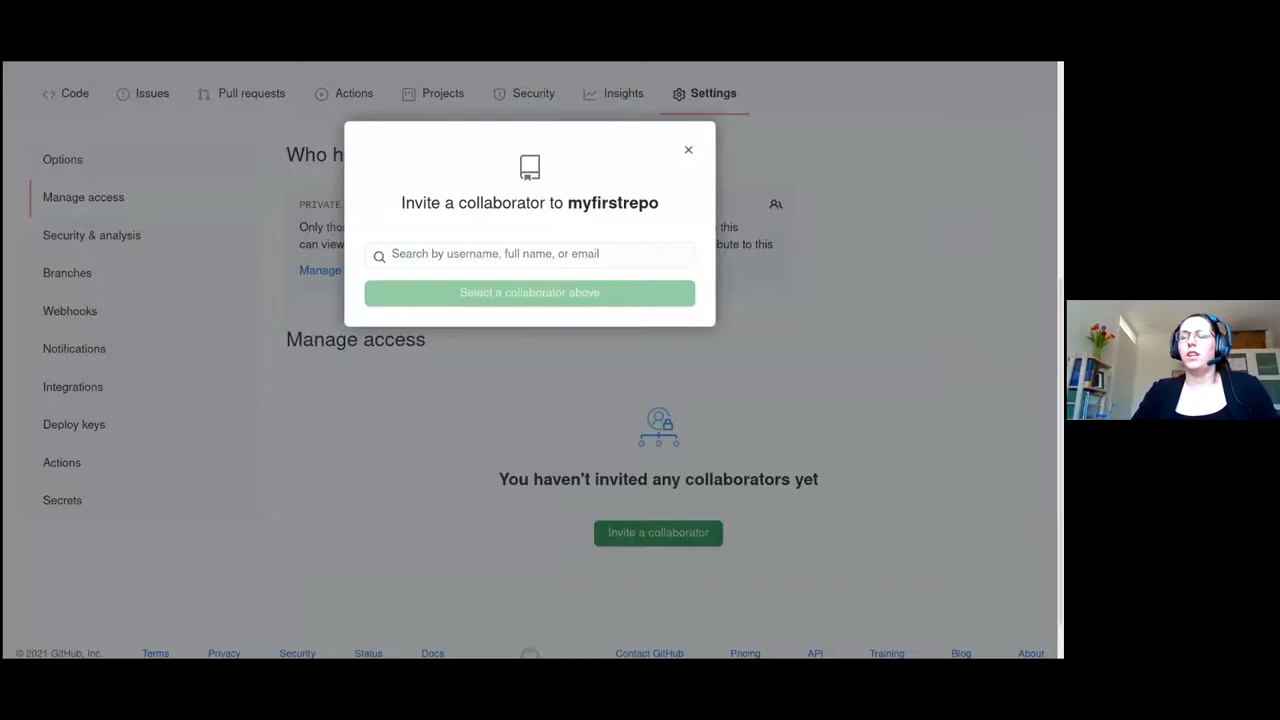 Code Issues Pull requests Actions Projects Security Insights Settings
Options
Manage access
Security & analysis
Branches
Webhooks
Notifications
Integrations
Deploy keys
Actions
Secrets
Who h
PRIVATE
Only thos
this
can view
bute to this
Manage
Invite a collaborator to myfirstrepo
Search by username, full name, or email
Select a collaborator above
Manage access
You haven't invited any collaborators yet
Invite a collaborator
© 2021 GitHub, Inc. Terms Privacy Security Status Docs Contact GitHub Pricing API Training Blog About